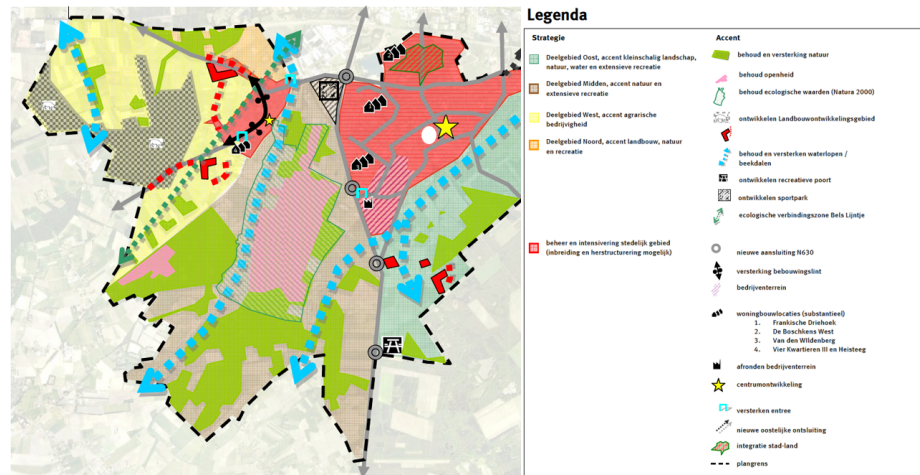 Legenda
Strategie
Deelgebied Oost, accent kleinschalig landschap,
natuur, water en extensieve recreatie
Deelgebied Midden, accent natuur en
extensieve recreatie
Deelgebied West, accent agrarische
bedrijvigheid
Deelgebied Noord, accent landbouw, natuur
en recreatie
beheer en intensivering stedelijk gebied
(inbreiding en herstructurering mogelijk)
Accent
behoud en versterking natuur
behoud openheid
behoud ecologische waarden (Natura 2000)
ontwikkelen Landbouwontwikkelingsgebied
behoud en versterken waterlopen /
beekdalen
ontwikkelen recreatieve poort
ontwikkelen sportpark
ecologische verbindingszone Bels Lijntje
nieuwe aansluiting N630
versterking bebouwingslint
bedrijventerrein
woningbouwlocaties (substantieel)
1. Frankische Driehoek
2. De Boschkens West
3. Van den Wildenberg
4. Vier Kwartieren III en Heisteeg
afronden bedrijventerrein
centrumontwikkeling
versterken entree
nieuwe oostelijke ontsluiting
integratie stad-land
plangrens